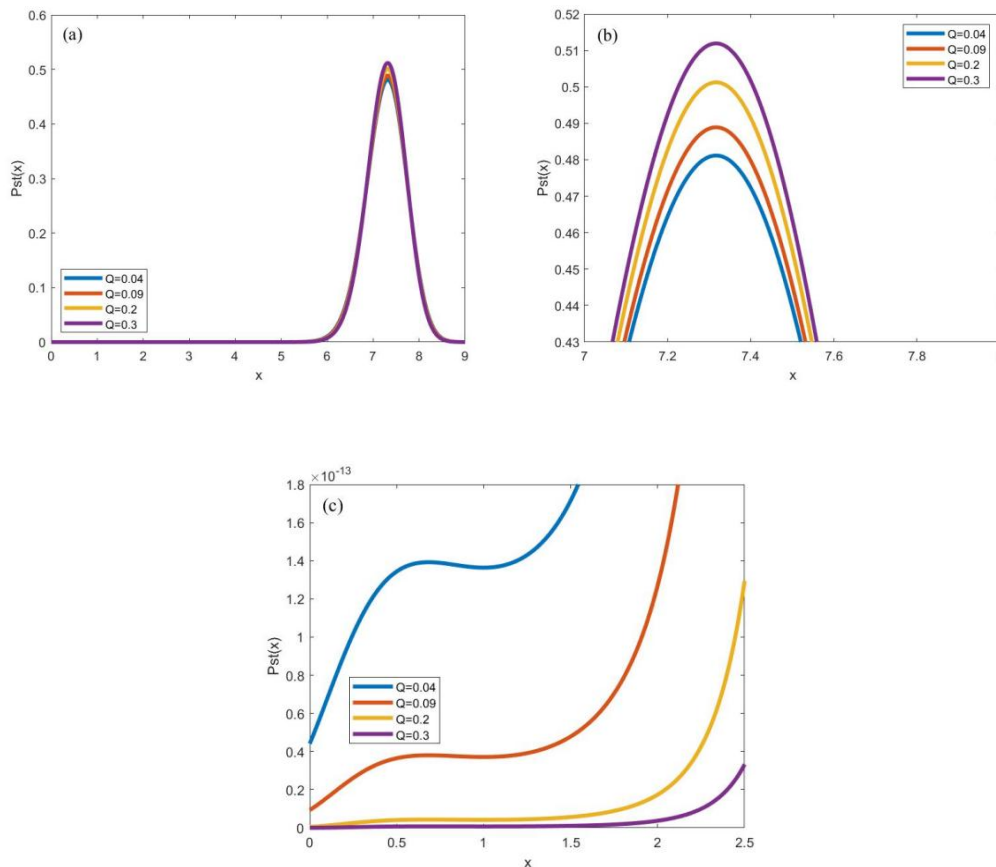 (a)
0.6
0.5
0.4
0.3
0.2
0.1
0
Pst(x)
Q=0.04
Q=0.09
Q=0.2
Q=0.3
0 1 2 3 4 5 6 7 8 9
x
(b)
0.52
0.51
0.5
0.49
0.48
0.47
0.46
0.45
0.44
0.43
Pst(x)
Q=0.04
Q=0.09
Q=0.2
Q=0.3
7 7.2 7.4 7.6 7.8
x
×10-13
(c)
1.8
1.6
1.4
1.2
1
0.8
0.6
0.4
0.2
0
Pst(x)
Q=0.04
Q=0.09
Q=0.2
Q=0.3
0 0.5 1 1.5 2 2.5
x